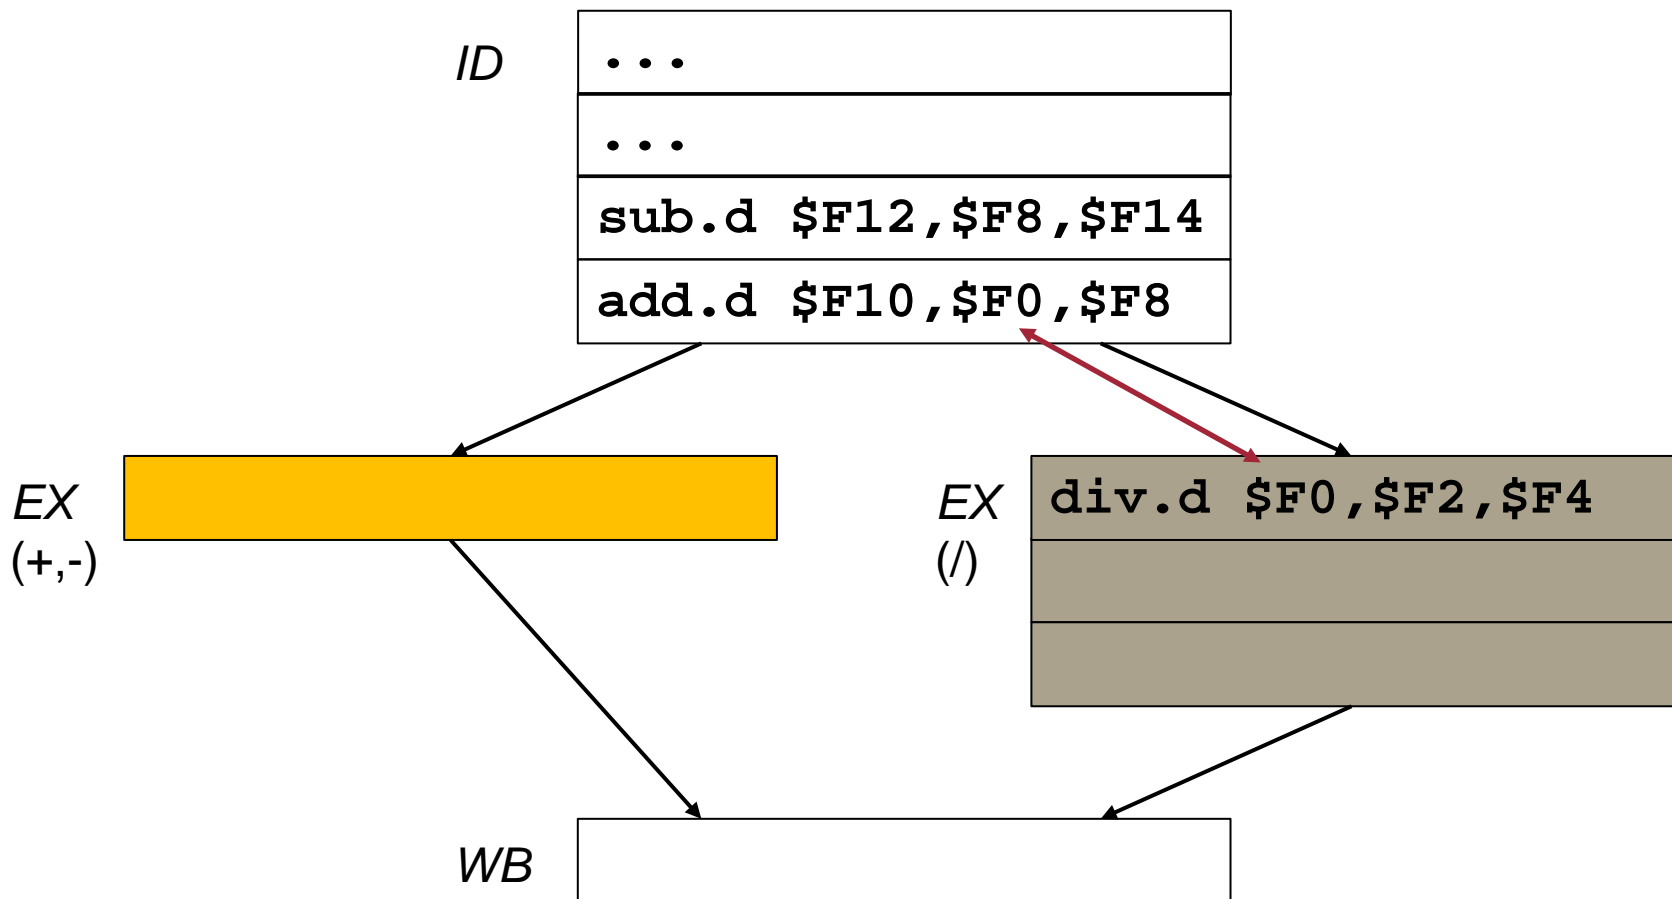 ID
...
...
sub.d $F12,$F8,$F14
add.d $F10,$F0,$F8
EX
(+,-)
EX
(/)
div.d $F0,$F2,$F4
WB